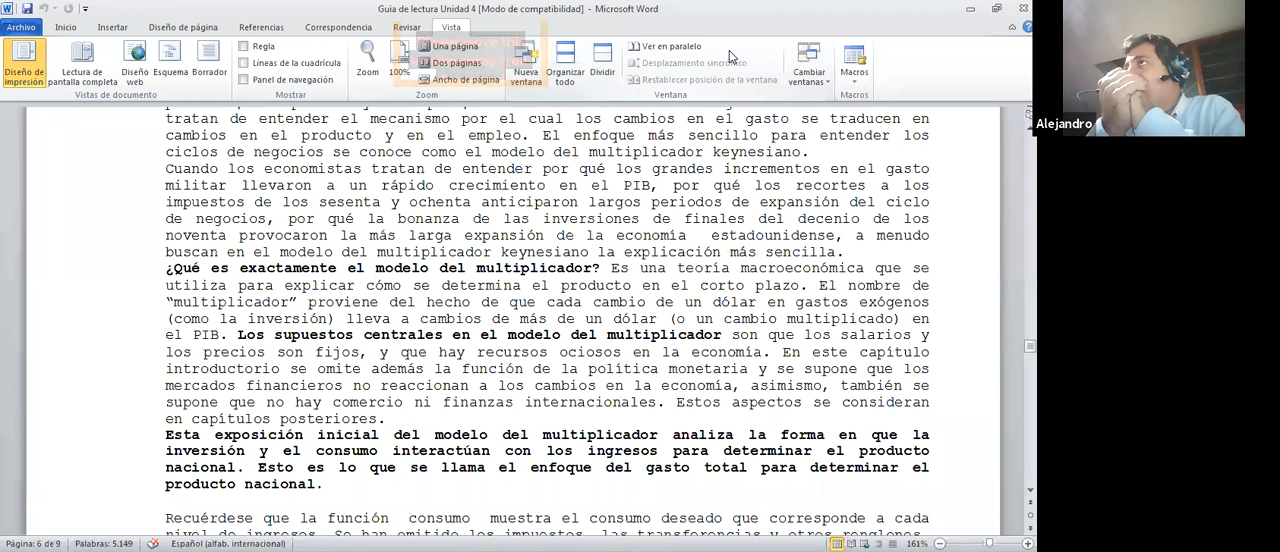 Guia de lectura Unidad 4 [Modo de compatibilidad] - Microsoft Word
Archivo Inicio Insertar Diseño de página Referencias Correspondencia Revisar Vista
Diseño de impresión
Lectura de pantalla completa
Diseño web
Esquema
Borrador
Vistas de documento
Regla
Líneas de la cuadrícula
Panel de navegación
Mostrar
Zoom
100%
Una página
Dos páginas
Ancho de página
Zoom
Nueva ventana
Organizar todo
Dividir
Ver en paralelo
Desplazamiento sincrónico
Restablecer posición de la ventana
Ventana
Cambiar ventanas
Macros
Macros
Alejandro
tratan de entender el mecanismo por el cual los cambios en el gasto se traducen en
cambios en el producto y en el empleo. El enfoque más sencillo para entender los
ciclos de negocios se conoce como el modelo del multiplicador keynesiano.
Cuando los economistas tratan de entender por qué los grandes incrementos en el gasto
militar llevaron a un rápido crecimiento en el PIB, por qué los recortes a los
impuestos de los sesenta y ochenta anticiparon largos periodos de expansión del ciclo
de negocios, por qué la bonanza de las inversiones de finales del decenio de los
noventa provocaron la más larga expansión de la economía estadounidense, a menudo
buscan en el modelo del multiplicador keynesiano la explicación más sencilla.
¿Qué es exactamente el modelo del multiplicador? Es una teoría macroeconómica que se
utiliza para explicar cómo se determina el producto en el corto plazo. El nombre de
“multiplicador” proviene del hecho de que cada cambio de un dólar en gastos exógenos
(como la inversión) lleva a cambios de más de un dólar (o un cambio multiplicado) en
el PIB. Los supuestos centrales en el modelo del multiplicador son que los salarios y
los precios son fijos, y que hay recursos ociosos en la economía. En este capítulo
introductorio se omite además la función de la política monetaria y se supone que los
mercados financieros no reaccionan a los cambios en la economía, asimismo, también se
supone que no hay comercio ni finanzas internacionales. Estos aspectos se consideran
en capítulos posteriores.
Esta exposición inicial del modelo del multiplicador analiza la forma en que la
inversión y el consumo interactúan con los ingresos para determinar el producto
nacional. Esto es lo que se llama el enfoque del gasto total para determinar el
producto nacional.
Recuérdese que la función consumo muestra el consumo deseado que corresponde a cada
nivel de ingresos. Se han omitido los impuestos, las transferencias y otros renglones
Página: 6 de 9 Palabras: 5.149 Español (alfab. internacional) 161%